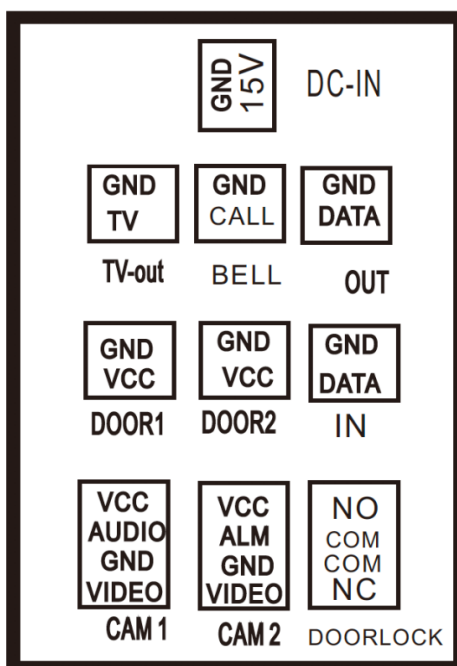 GND
15V
DC-IN
GND GND GND
TV CALL DATA
TV-out BELL OUT
GND GND GND
VCC VCC DATA
DOOR1 DOOR2 IN
VCC VCC NO
AUDIO ALM COM
GND GND COM
VIDEO VIDEO NC
CAM 1 CAM 2 DOORLOCK